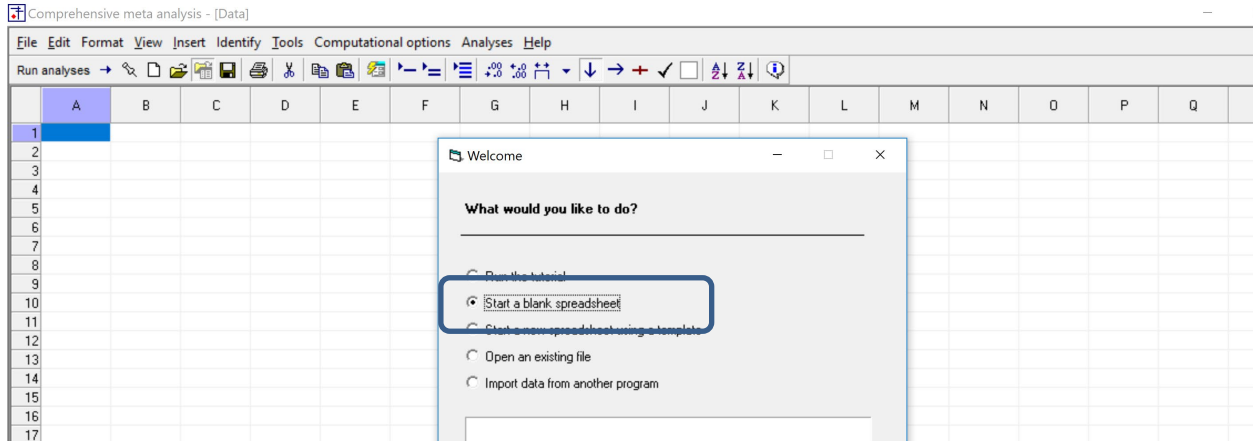 Comprehensive meta analysis - [Data]
File Edit Format View Insert Identify Tools Computational options Analyses Help
Run analyses
A B C D E F G H I J K L M N O P Q
1
2
3
4
5
6
7
8
9
10
11
12
13
14
15
16
17
Welcome
What would you like to do?
Run the tutorial
Start a blank spreadsheet
Start a new spreadsheet using a template
Open an existing file
Import data from another program